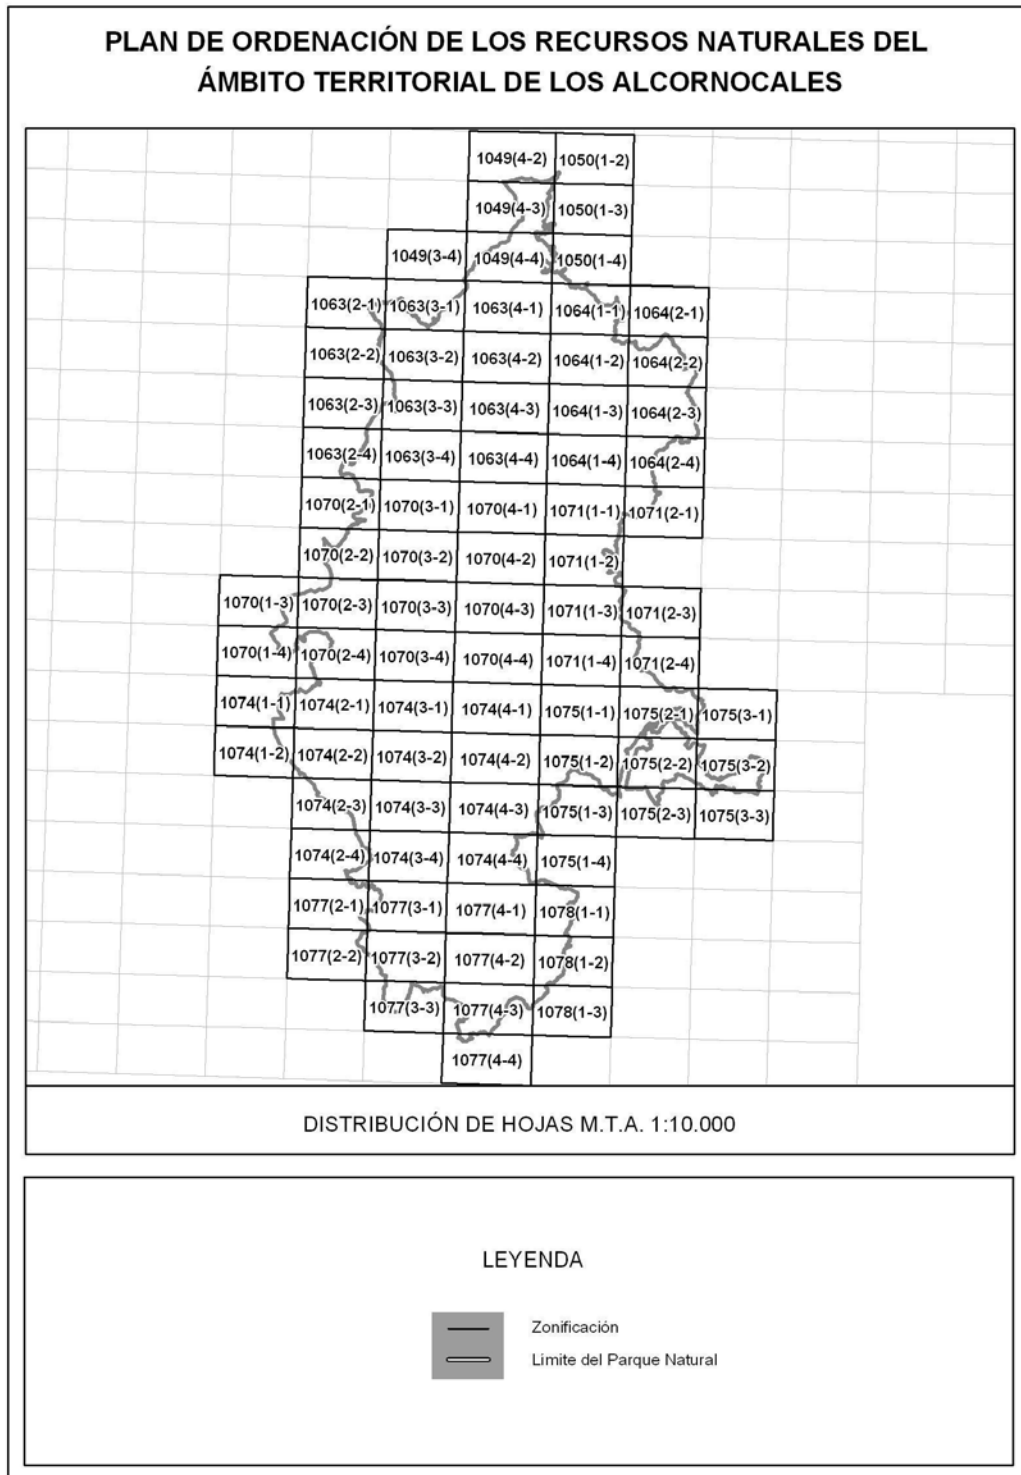 PLAN DE ORDENACIÓN DE LOS RECURSOS NATURALES DEL
ÁMBITO TERRITORIAL DE LOS ALCORNOCALES
1049(4-2) 1050(1-2)
1049(4-3) 1050(1-3)
1049(3-4) 1049(4-4) 1050(1-4)
1063(2-1) 1063(3-1) 1063(4-1) 1064(1-1) 1064(2-1)
1063(2-2) 1063(3-2) 1063(4-2) 1064(1-2) 1064(2-2)
1063(2-3) 1063(3-3) 1063(4-3) 1064(1-3) 1064(2-3)
1063(2-4) 1063(3-4) 1063(4-4) 1064(1-4) 1064(2-4)
1070(2-1) 1070(3-1) 1070(4-1) 1071(1-1) 1071(2-1)
1070(2-2) 1070(3-2) 1070(4-2) 1071(1-2)
1070(1-3) 1070(2-3) 1070(3-3) 1070(4-3) 1071(1-3) 1071(2-3)
1070(1-4) 1070(2-4) 1070(3-4) 1070(4-4) 1071(1-4) 1071(2-4)
1074(1-1) 1074(2-1) 1074(3-1) 1074(4-1) 1075(1-1) 1075(2-1) 1075(3-1)
1074(1-2) 1074(2-2) 1074(3-2) 1074(4-2) 1075(1-2) 1075(2-2) 1075(3-2)
1074(2-3) 1074(3-3) 1074(4-3) 1075(1-3) 1075(2-3) 1075(3-3)
1074(2-4) 1074(3-4) 1074(4-4) 1075(1-4)
1077(2-1) 1077(3-1) 1077(4-1) 1078(1-1)
1077(2-2) 1077(3-2) 1077(4-2) 1078(1-2)
1077(3-3) 1077(4-3) 1078(1-3)
1077(4-4)
DISTRIBUCIÓN DE HOJAS M.T.A. 1:10.000
LEYENDA
Zonificación
Limite del Parque Natural